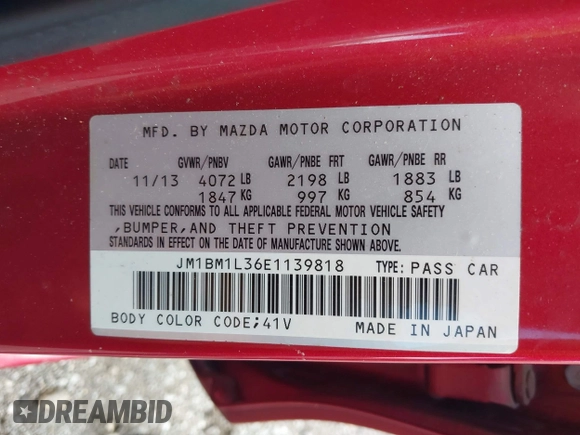 MFD. BY MAZDA MOTOR CORPORATION
DATE GVWR/PNBV GAWR/PNBE FRT GAWR/PNBE RR
11/13 4072 LB 2198 LB 1883 LB
1847 KG 997 KG 854 KG
THIS VEHICLE CONFORMS TO ALL APPLICABLE FEDERAL MOTOR VEHICLE SAFETY
,BUMPER,AND THEFT PREVENTION
STANDARDS IN EFFECT ON THE DATE OF MANUFACTURE SHOWN ABOVE.
JM1BM1L36E1139818 TYPE: PASS CAR
BODY COLOR CODE;41V MADE IN JAPAN
DREAMBID